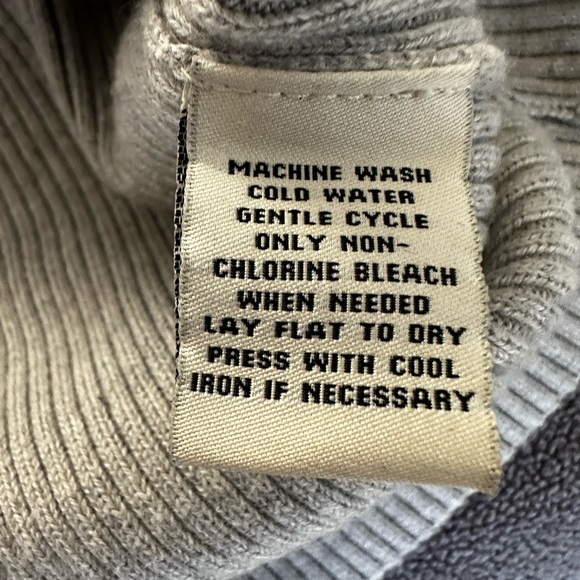 MACHINE WASH
COLD WATER
GENTLE CYCLE
ONLY NON-
CHLORINE BLEACH
WHEN NEEDED
LAY FLAT TO DRY
PRESS WITH COOL
IRON IF NECESSARY